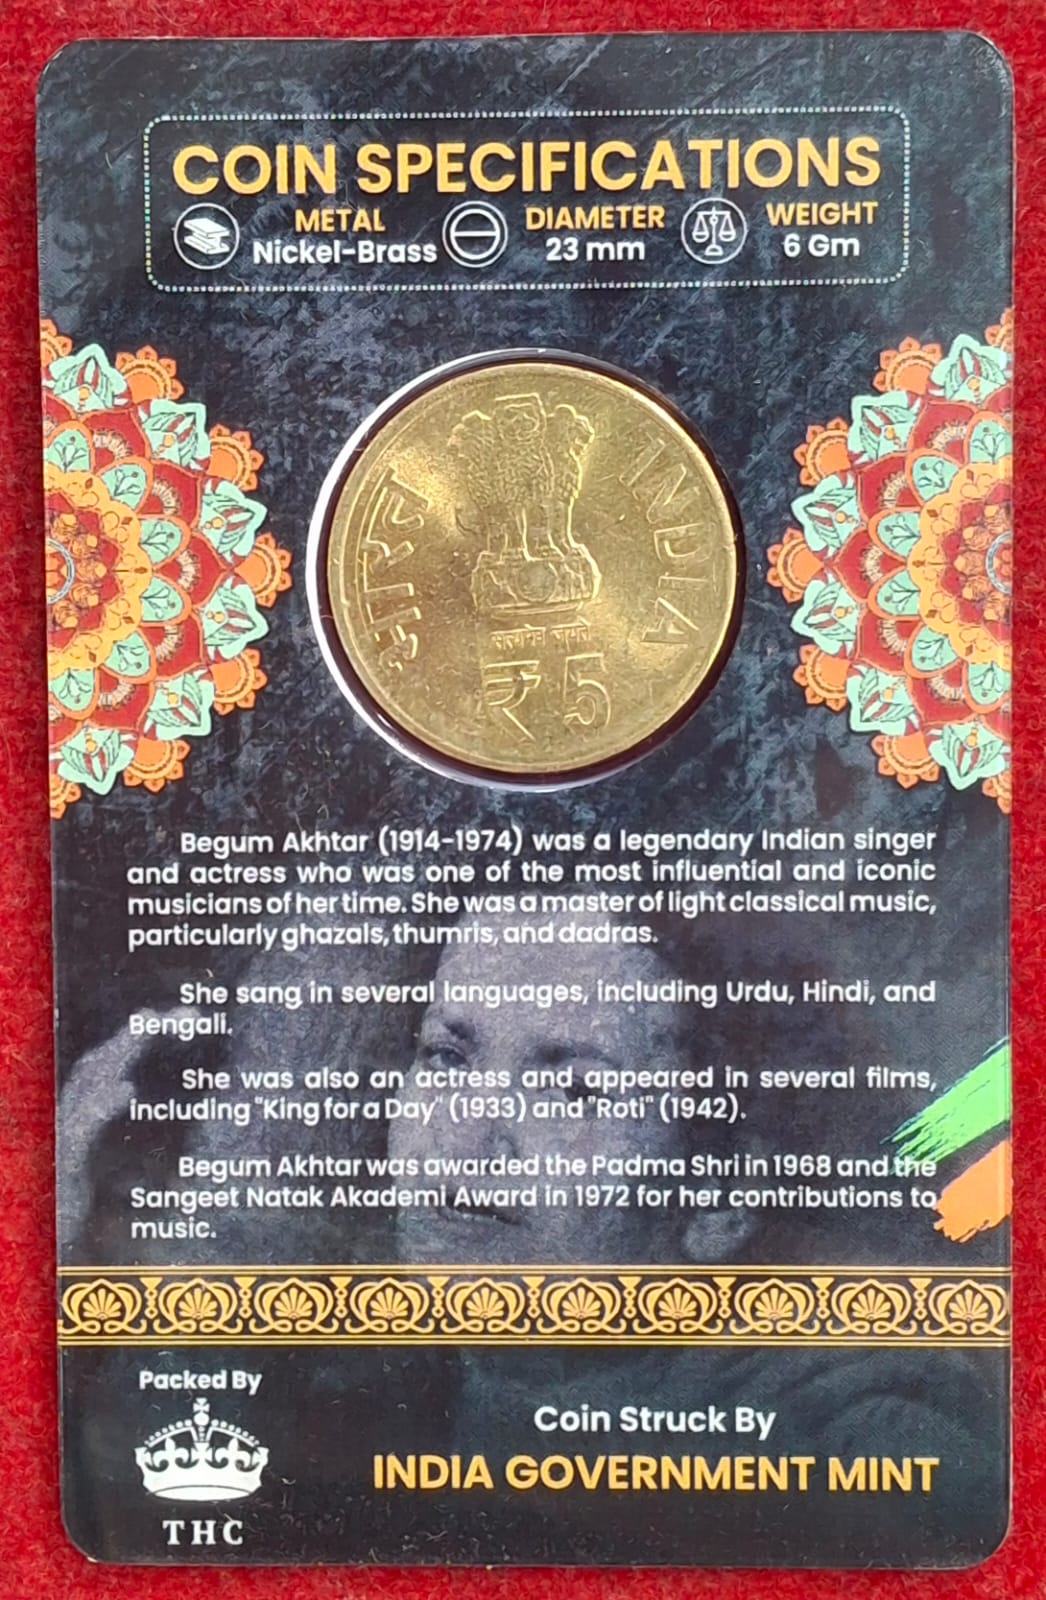 COIN SPECIFICATIONS
METAL
Nickel-Brass
DIAMETER
23 mm
WEIGHT
6 Gm
भारत
INDIA
सत्यमेव जयते
₹ 5
Begum Akhtar (1914-1974) was a legendary Indian singer
and actress who was one of the most influential and iconic
musicians of her time. She was a master of light classical music,
particularly ghazals, thumris, and dadras.
She sang in several languages, including Urdu, Hindi, and
Bengali.
She was also an actress and appeared in several films,
including "King for a Day" (1933) and "Roti" (1942).
Begum Akhtar was awarded the Padma Shri in 1968 and the
Sangeet Natak Akademi Award in 1972 for her contributions to
music.
Packed By
THC
Coin Struck By
INDIA GOVERNMENT MINT